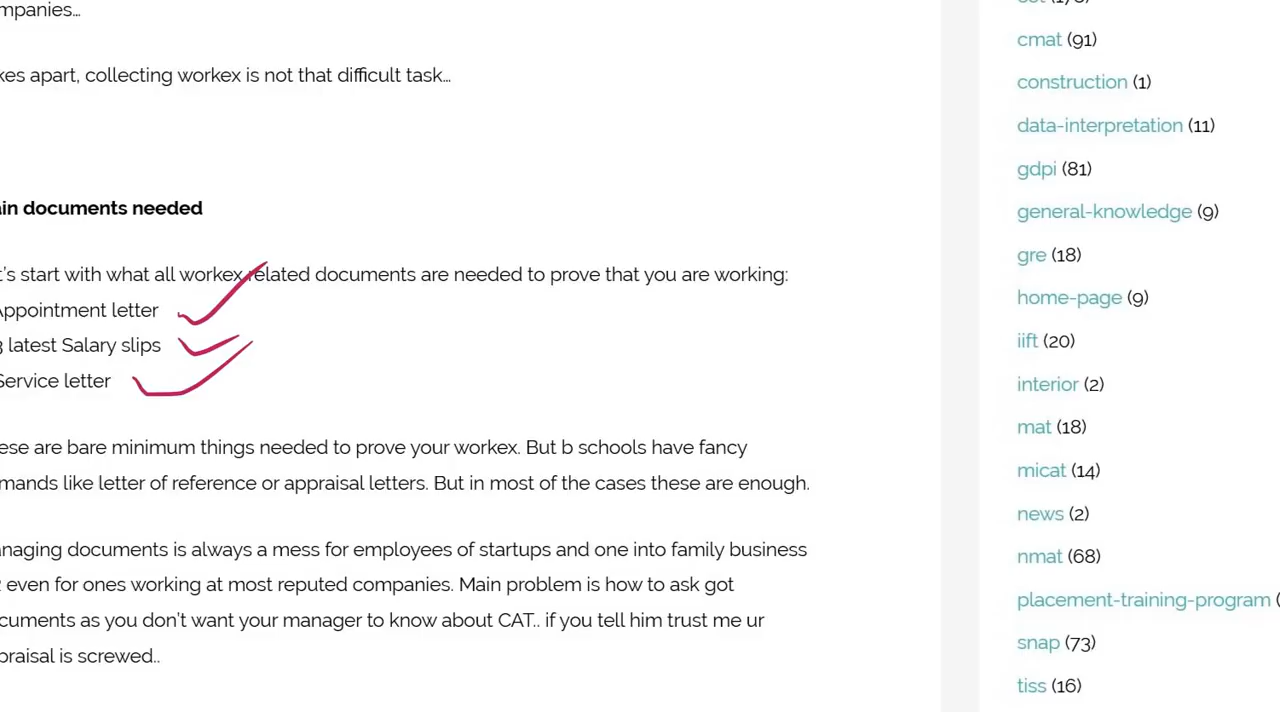 mpanies…
kes apart, collecting workex is not that difficult task…
ain documents needed
t's start with what all workex related documents are needed to prove that you are working:
Appointment letter
3 latest Salary slips
Service letter
ese are bare minimum things needed to prove your workex. But b schools have fancy
mands like letter of reference or appraisal letters. But in most of the cases these are enough.
anaging documents is always a mess for employees of startups and one into family business
even for ones working at most reputed companies. Main problem is how to ask got
cuments as you don't want your manager to know about CAT.. if you tell him trust me ur
praisal is screwed..
cmat (91)
construction (1)
data-interpretation (11)
gdpi (81)
general-knowledge (9)
gre (18)
home-page (9)
iift (20)
interior (2)
mat (18)
micat (14)
news (2)
nmat (68)
placement-training-program (
snap (73)
tiss (16)